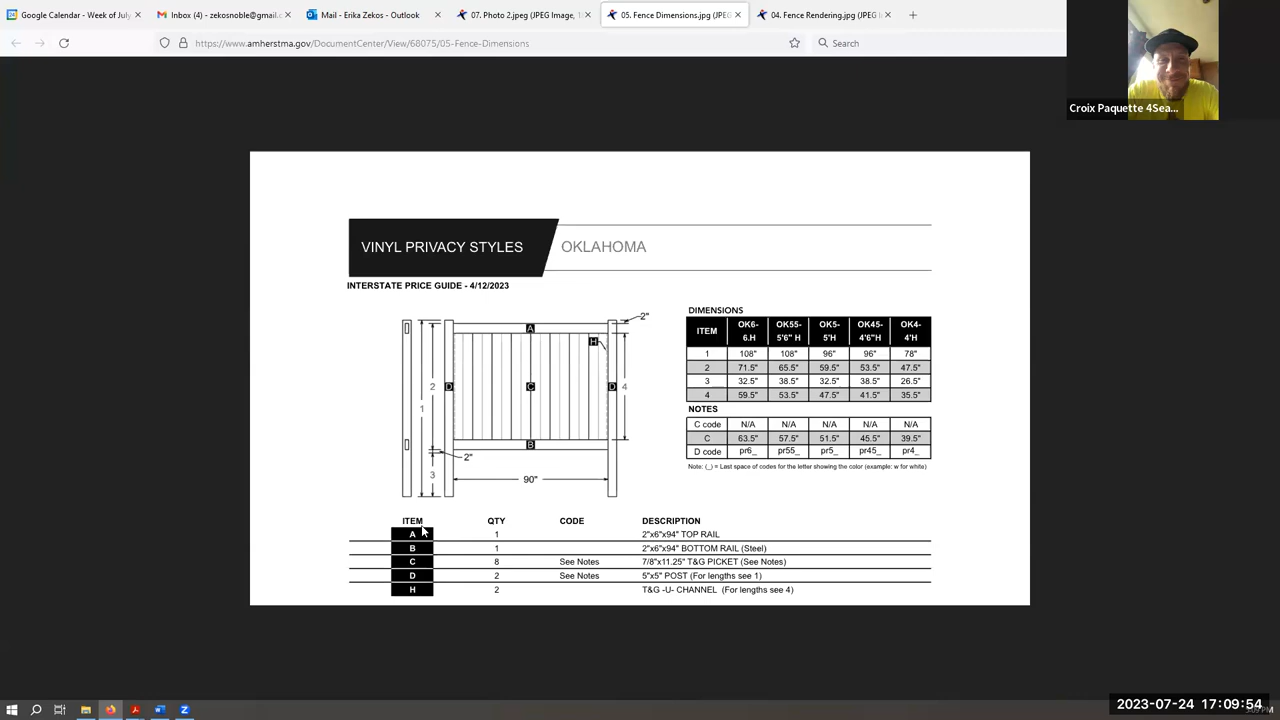 Google Calendar - Week of July
Inbox (4) - zekosnoble@gmail.c
Mail - Erika Zekos - Outlook
07. Photo 2.jpeg (JPEG Image, 1
05. Fence Dimensions.jpg (JPEG
04. Fence Rendering.jpg (JPEG I
https://www.amherstma.gov/DocumentCenter/View/68075/05-Fence-Dimensions
Search
Croix Paquette 4Sea...
VINYL PRIVACY STYLES
OKLAHOMA
INTERSTATE PRICE GUIDE - 4/12/2023
2"
A
H
2
D
C
D
4
1
B
2"
3
90"
DIMENSIONS
ITEM OK6-6.H OK55-5'6" H OK5-5'H OK45-4'6"H OK4-4'H
1 108" 108" 96" 96" 78"
2 71.5" 65.5" 59.5" 53.5" 47.5"
3 32.5" 38.5" 32.5" 38.5" 26.5"
4 59.5" 53.5" 47.5" 41.5" 35.5"
NOTES
C code N/A N/A N/A N/A N/A
C 63.5" 57.5" 51.5" 45.5" 39.5"
D code pr6_ pr55_ pr5_ pr45_ pr4_
Note: (_) = Last space of codes for the letter showing the color (example: w for white)
ITEM QTY CODE DESCRIPTION
A 1 2"x6"x94" TOP RAIL
B 1 2"x6"x94" BOTTOM RAIL (Steel)
C 8 See Notes 7/8"x11.25" T&G PICKET (See Notes)
D 2 See Notes 5"x5" POST (For lengths see 1)
H 2 T&G -U- CHANNEL (For lengths see 4)
2023-07-24 17:09:54